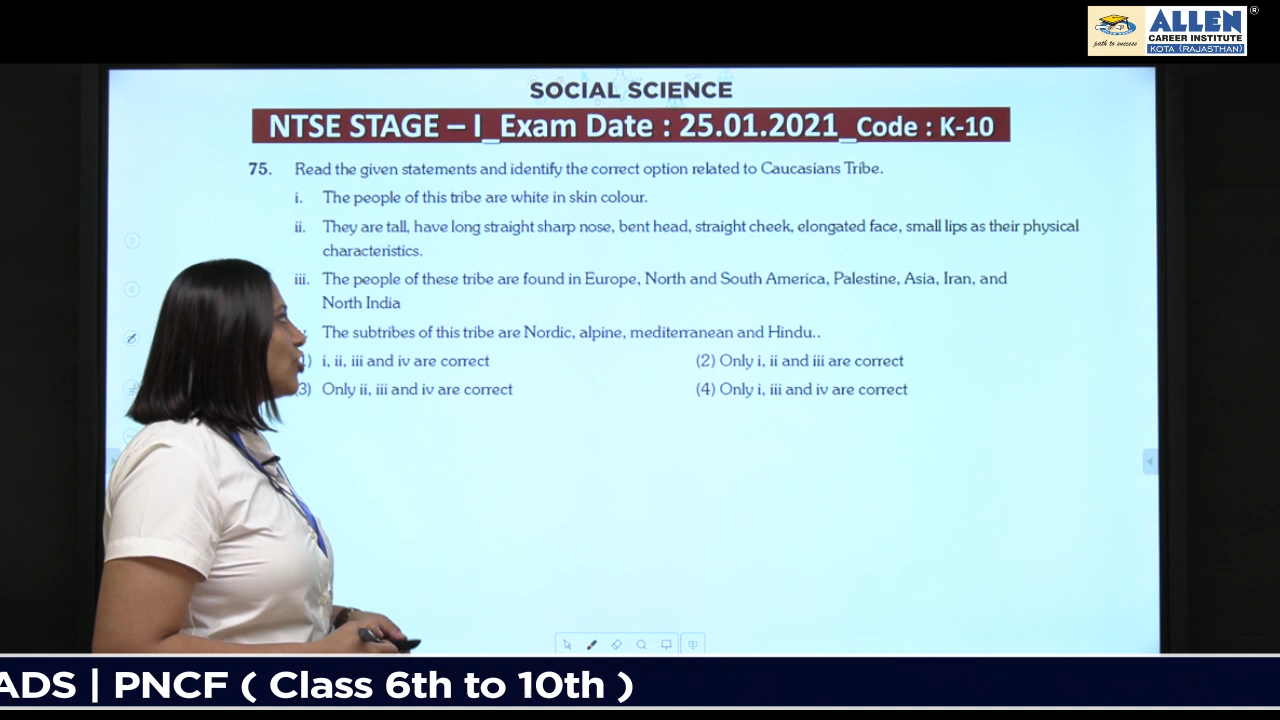 ALLEN
®
CAREER INSTITUTE
path to success
KOTA (RAJASTHAN)
SOCIAL SCIENCE
NTSE STAGE – I_Exam Date : 25.01.2021_Code : K-10
75. Read the given statements and identify the correct option related to Caucasians Tribe.
i. The people of this tribe are white in skin colour.
ii. They are tall, have long straight sharp nose, bent head, straight cheek, elongated face, small lips as their physical
characteristics.
iii. The people of these tribe are found in Europe, North and South America, Palestine, Asia, Iran, and
North India
The subtribes of this tribe are Nordic, alpine, mediterranean and Hindu..
i, ii, iii and iv are correct (2) Only i, ii and iii are correct
(3) Only ii, iii and iv are correct (4) Only i, iii and iv are correct
ADS | PNCF ( Class 6th to 10th )